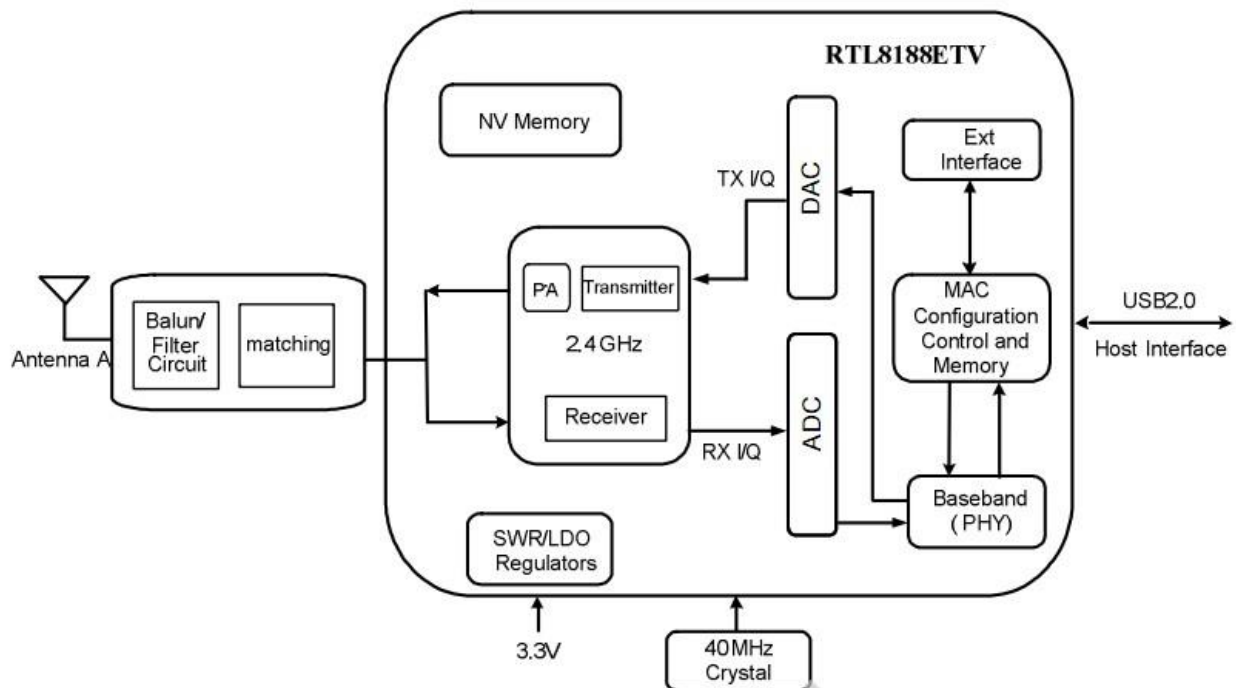 RTL8188ETV
NV Memory
Ext
Interface
TX I/Q
DAC
PA
Transmitter
2.4GHz
Receiver
RX I/Q
ADC
MAC
Configuration
Control and
Memory
USB2.0
Host Interface
Antenna A
Balun/
Filter
Circuit
matching
Baseband
(PHY)
SWR/LDO
Regulators
3.3V
40MHz
Crystal